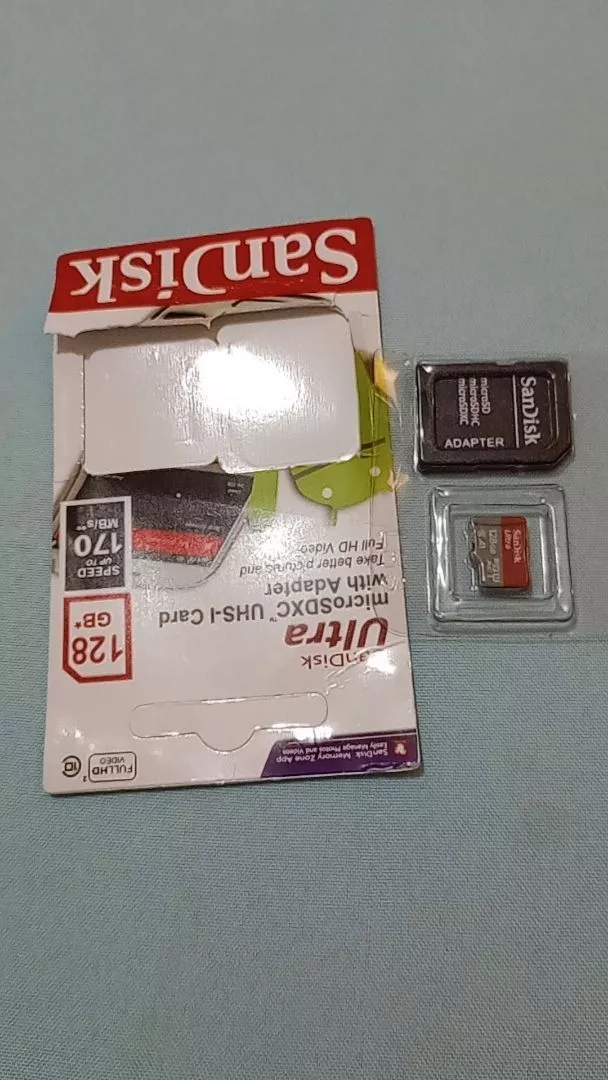 SanDisk
SanDisk
Ultra
microSDXC™ UHS-I Card
with Adapter
Take better pictures and
Full HD Video
SPEED
UP TO
170
MB/s**
128
GB*
SanDisk Memory Zone App
Easily Manage Photos and Videos
FULL HD
VIDEO
2
SanDisk
microSD
microSDHC
microSDXC
ADAPTER
SanDisk
Ultra
128GB